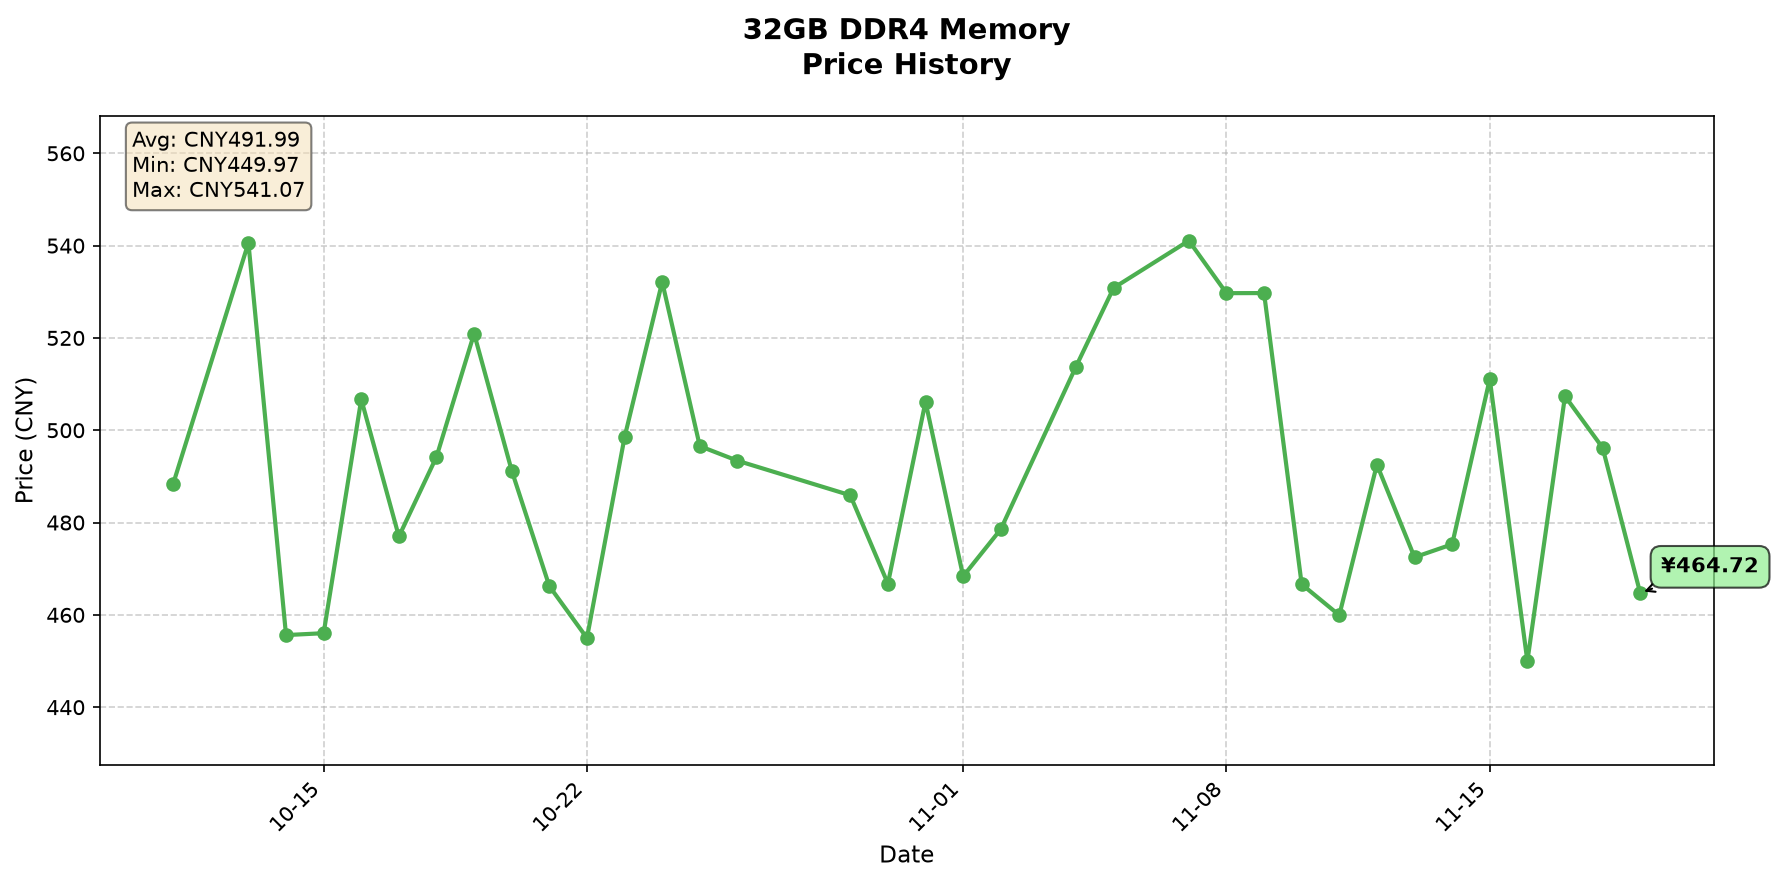 32GB DDR4 Memory
Price History
Avg: CNY491.99
Min: CNY449.97
Max: CNY541.07
560
540
520
500
480
460
440
Price (CNY)
¥464.72
10-15
10-22
11-01
11-08
11-15
Date